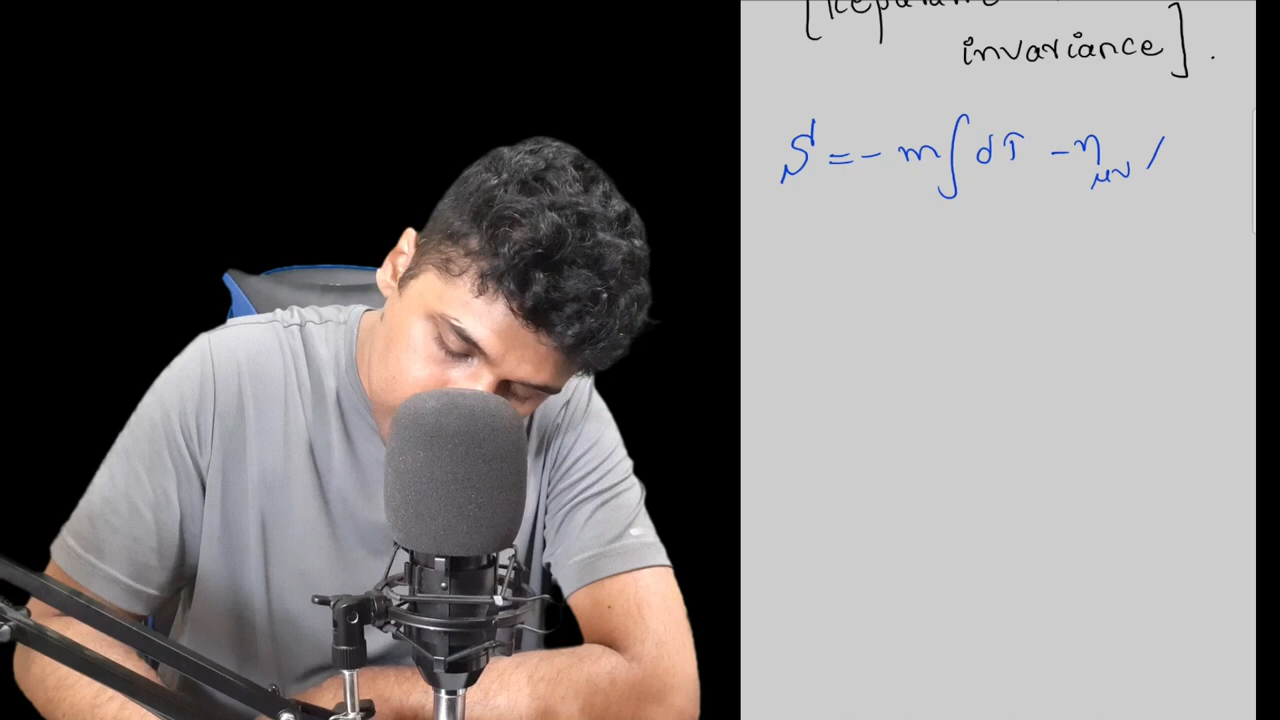 invariance].
S = - m ∫ dτ - η_μν /